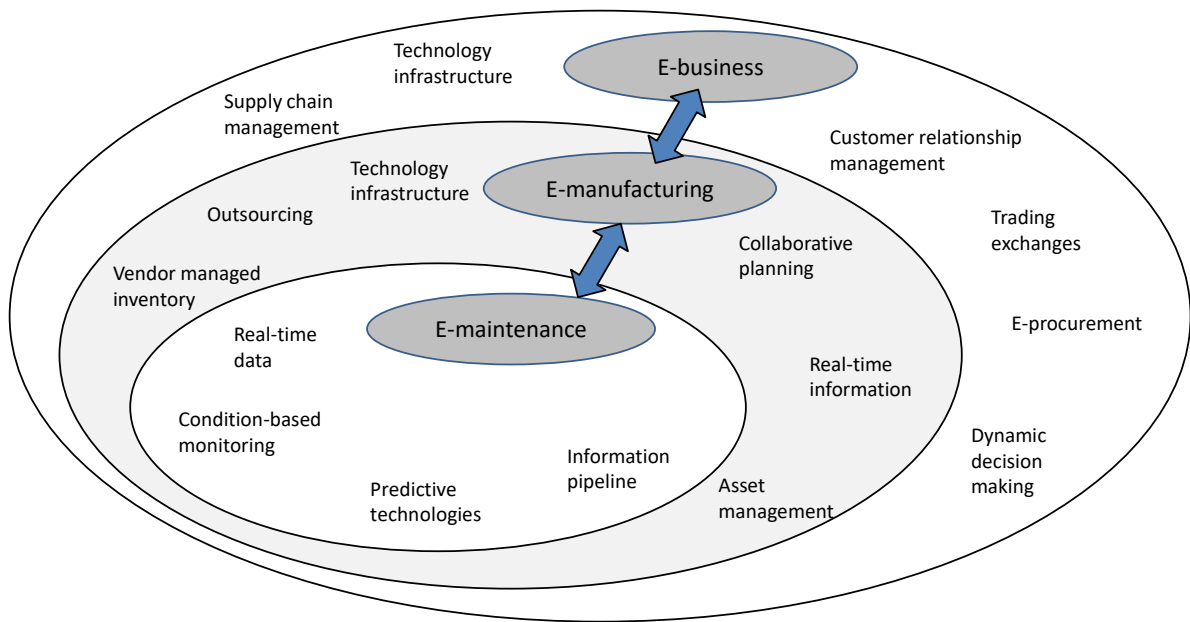 Technology
infrastructure
E-business
Supply chain
management
Customer relationship
management
Technology
infrastructure
E-manufacturing
Outsourcing
Trading
exchanges
Collaborative
planning
Vendor managed
inventory
E-maintenance
E-procurement
Real-time
data
Real-time
information
Condition-based
monitoring
Dynamic
decision
making
Information
pipeline
Predictive
technologies
Asset
management